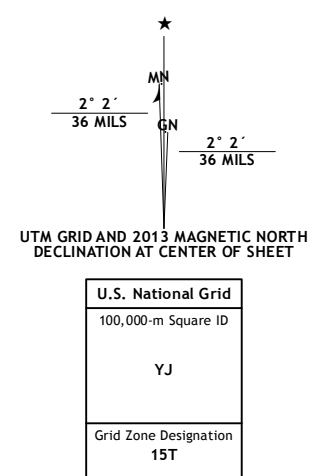 ★
MN
2° 2´
36 MILS
GN
2° 2´
36 MILS
UTM GRID AND 2013 MAGNETIC NORTH
DECLINATION AT CENTER OF SHEET
U.S. National Grid
100,000-m Square ID
YJ
Grid Zone Designation
15T